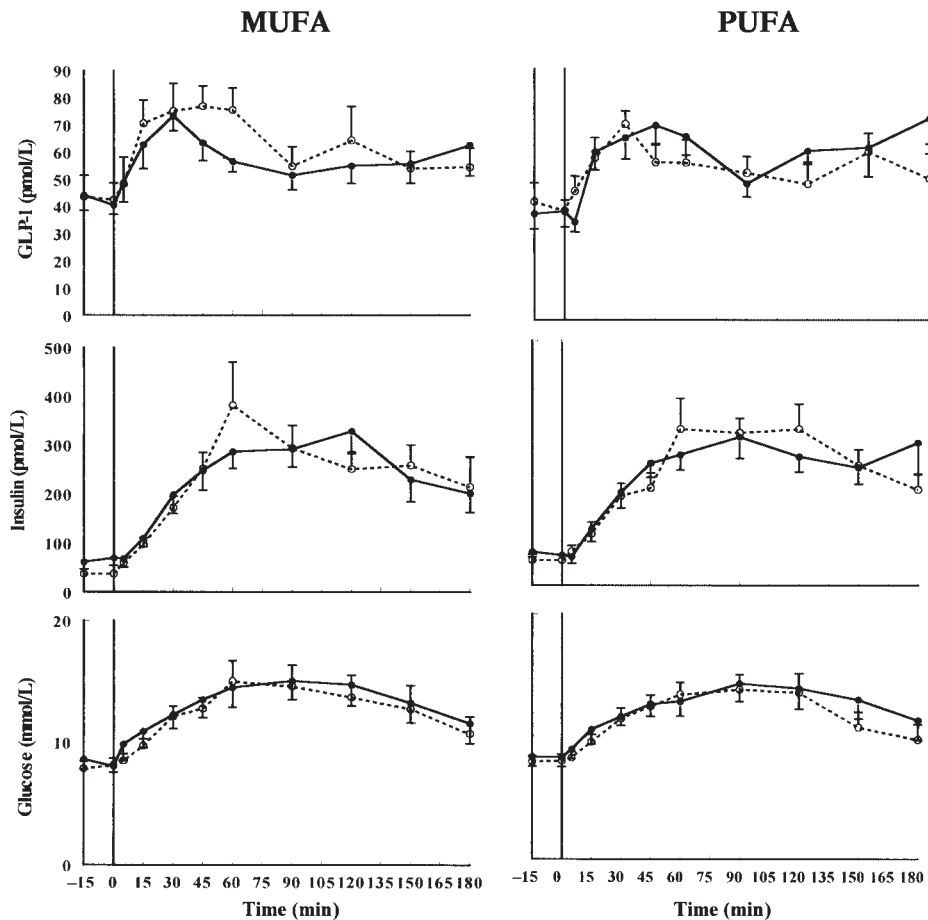 MUFA PUFA
90
80
70
60
50
40
30
20
10
0
GLP-1 (pmol/L)
500
400
300
200
100
0
Insulin (pmol/L)
20
10
0
Glucose (mmol/L)
−15 0 15 30 45 60 75 90 105 120 135 150 165 180
−15 0 15 30 45 60 75 90 105 120 135 150 165 180
Time (min) Time (min)